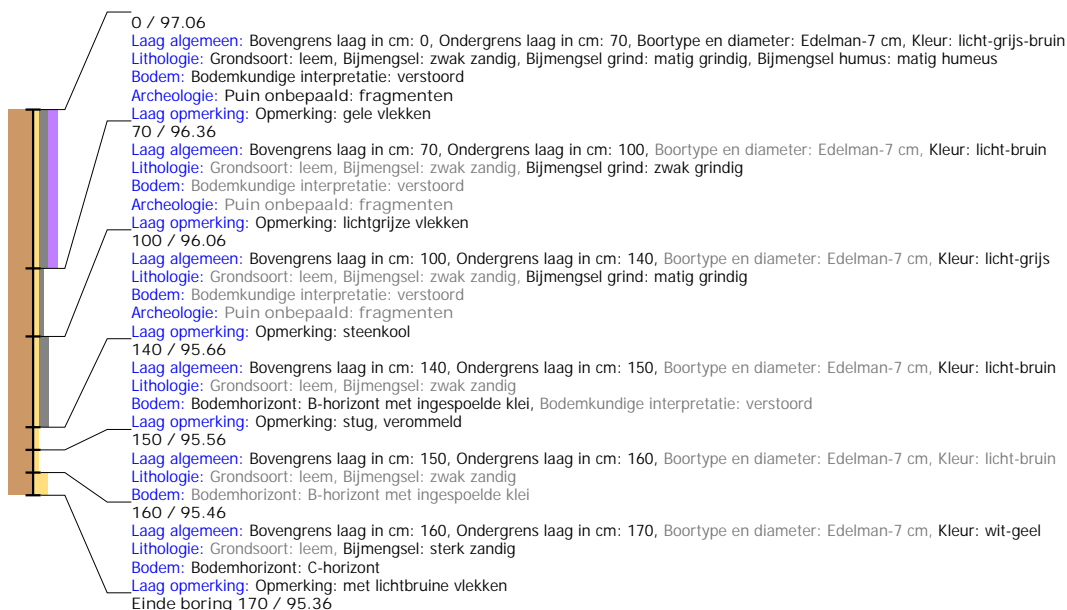 0 / 97.06
Laag algemeen: Bovengrens laag in cm: 0, Ondergrens laag in cm: 70, Boortype en diameter: Edelman-7 cm, Kleur: licht-grijs-bruin
Lithologie: Grondsoort: leem, Bijmengsel: zwak zandig, Bijmengsel grind: matig grindig, Bijmengsel humus: matig humeus
Bodem: Bodemkundige interpretatie: verstoord
Archeologie: Puin onbepaald: fragmenten
Laag opmerking: Opmerking: gele vlekken
70 / 96.36
Laag algemeen: Bovengrens laag in cm: 70, Ondergrens laag in cm: 100, Boortype en diameter: Edelman-7 cm, Kleur: licht-bruin
Lithologie: Grondsoort: leem, Bijmengsel: zwak zandig, Bijmengsel grind: zwak grindig
Bodem: Bodemkundige interpretatie: verstoord
Archeologie: Puin onbepaald: fragmenten
Laag opmerking: Opmerking: lichtgrijze vlekken
100 / 96.06
Laag algemeen: Bovengrens laag in cm: 100, Ondergrens laag in cm: 140, Boortype en diameter: Edelman-7 cm, Kleur: licht-grijs
Lithologie: Grondsoort: leem, Bijmengsel: zwak zandig, Bijmengsel grind: matig grindig
Bodem: Bodemkundige interpretatie: verstoord
Archeologie: Puin onbepaald: fragmenten
Laag opmerking: Opmerking: steenkool
140 / 95.66
Laag algemeen: Bovengrens laag in cm: 140, Ondergrens laag in cm: 150, Boortype en diameter: Edelman-7 cm, Kleur: licht-bruin
Lithologie: Grondsoort: leem, Bijmengsel: zwak zandig
Bodem: Bodemhorizont: B-horizont met ingespoelde klei, Bodemkundige interpretatie: verstoord
Laag opmerking: Opmerking: stug, verommeld
150 / 95.56
Laag algemeen: Bovengrens laag in cm: 150, Ondergrens laag in cm: 160, Boortype en diameter: Edelman-7 cm, Kleur: licht-bruin
Lithologie: Grondsoort: leem, Bijmengsel: zwak zandig
Bodem: Bodemhorizont: B-horizont met ingespoelde klei
160 / 95.46
Laag algemeen: Bovengrens laag in cm: 160, Ondergrens laag in cm: 170, Boortype en diameter: Edelman-7 cm, Kleur: wit-geel
Lithologie: Grondsoort: leem, Bijmengsel: sterk zandig
Bodem: Bodemhorizont: C-horizont
Laag opmerking: Opmerking: met lichtbruine vlekken
Einde boring 170 / 95.36